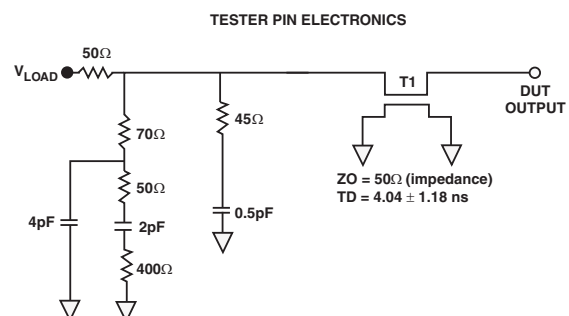 TESTER PIN ELECTRONICS
50Ω
VLOAD
T1
DUT
OUTPUT
70Ω
45Ω
50Ω
ZO = 50Ω (impedance)
TD = 4.04 ± 1.18 ns
4pF
2pF
0.5pF
400Ω